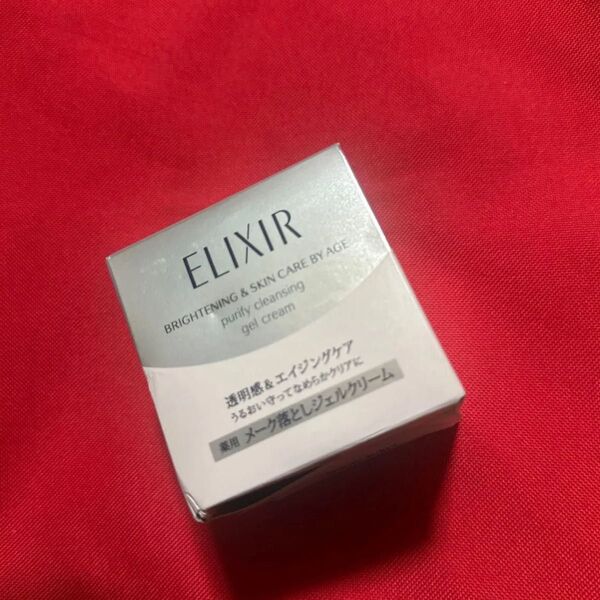 ELIXIR
BRIGHTENING & SKIN CARE BY AGE
purify cleansing
gel cream
透明感&エイジングケア
うるおい守ってなめらかクリアに
薬用 メーク落としジェルクリーム